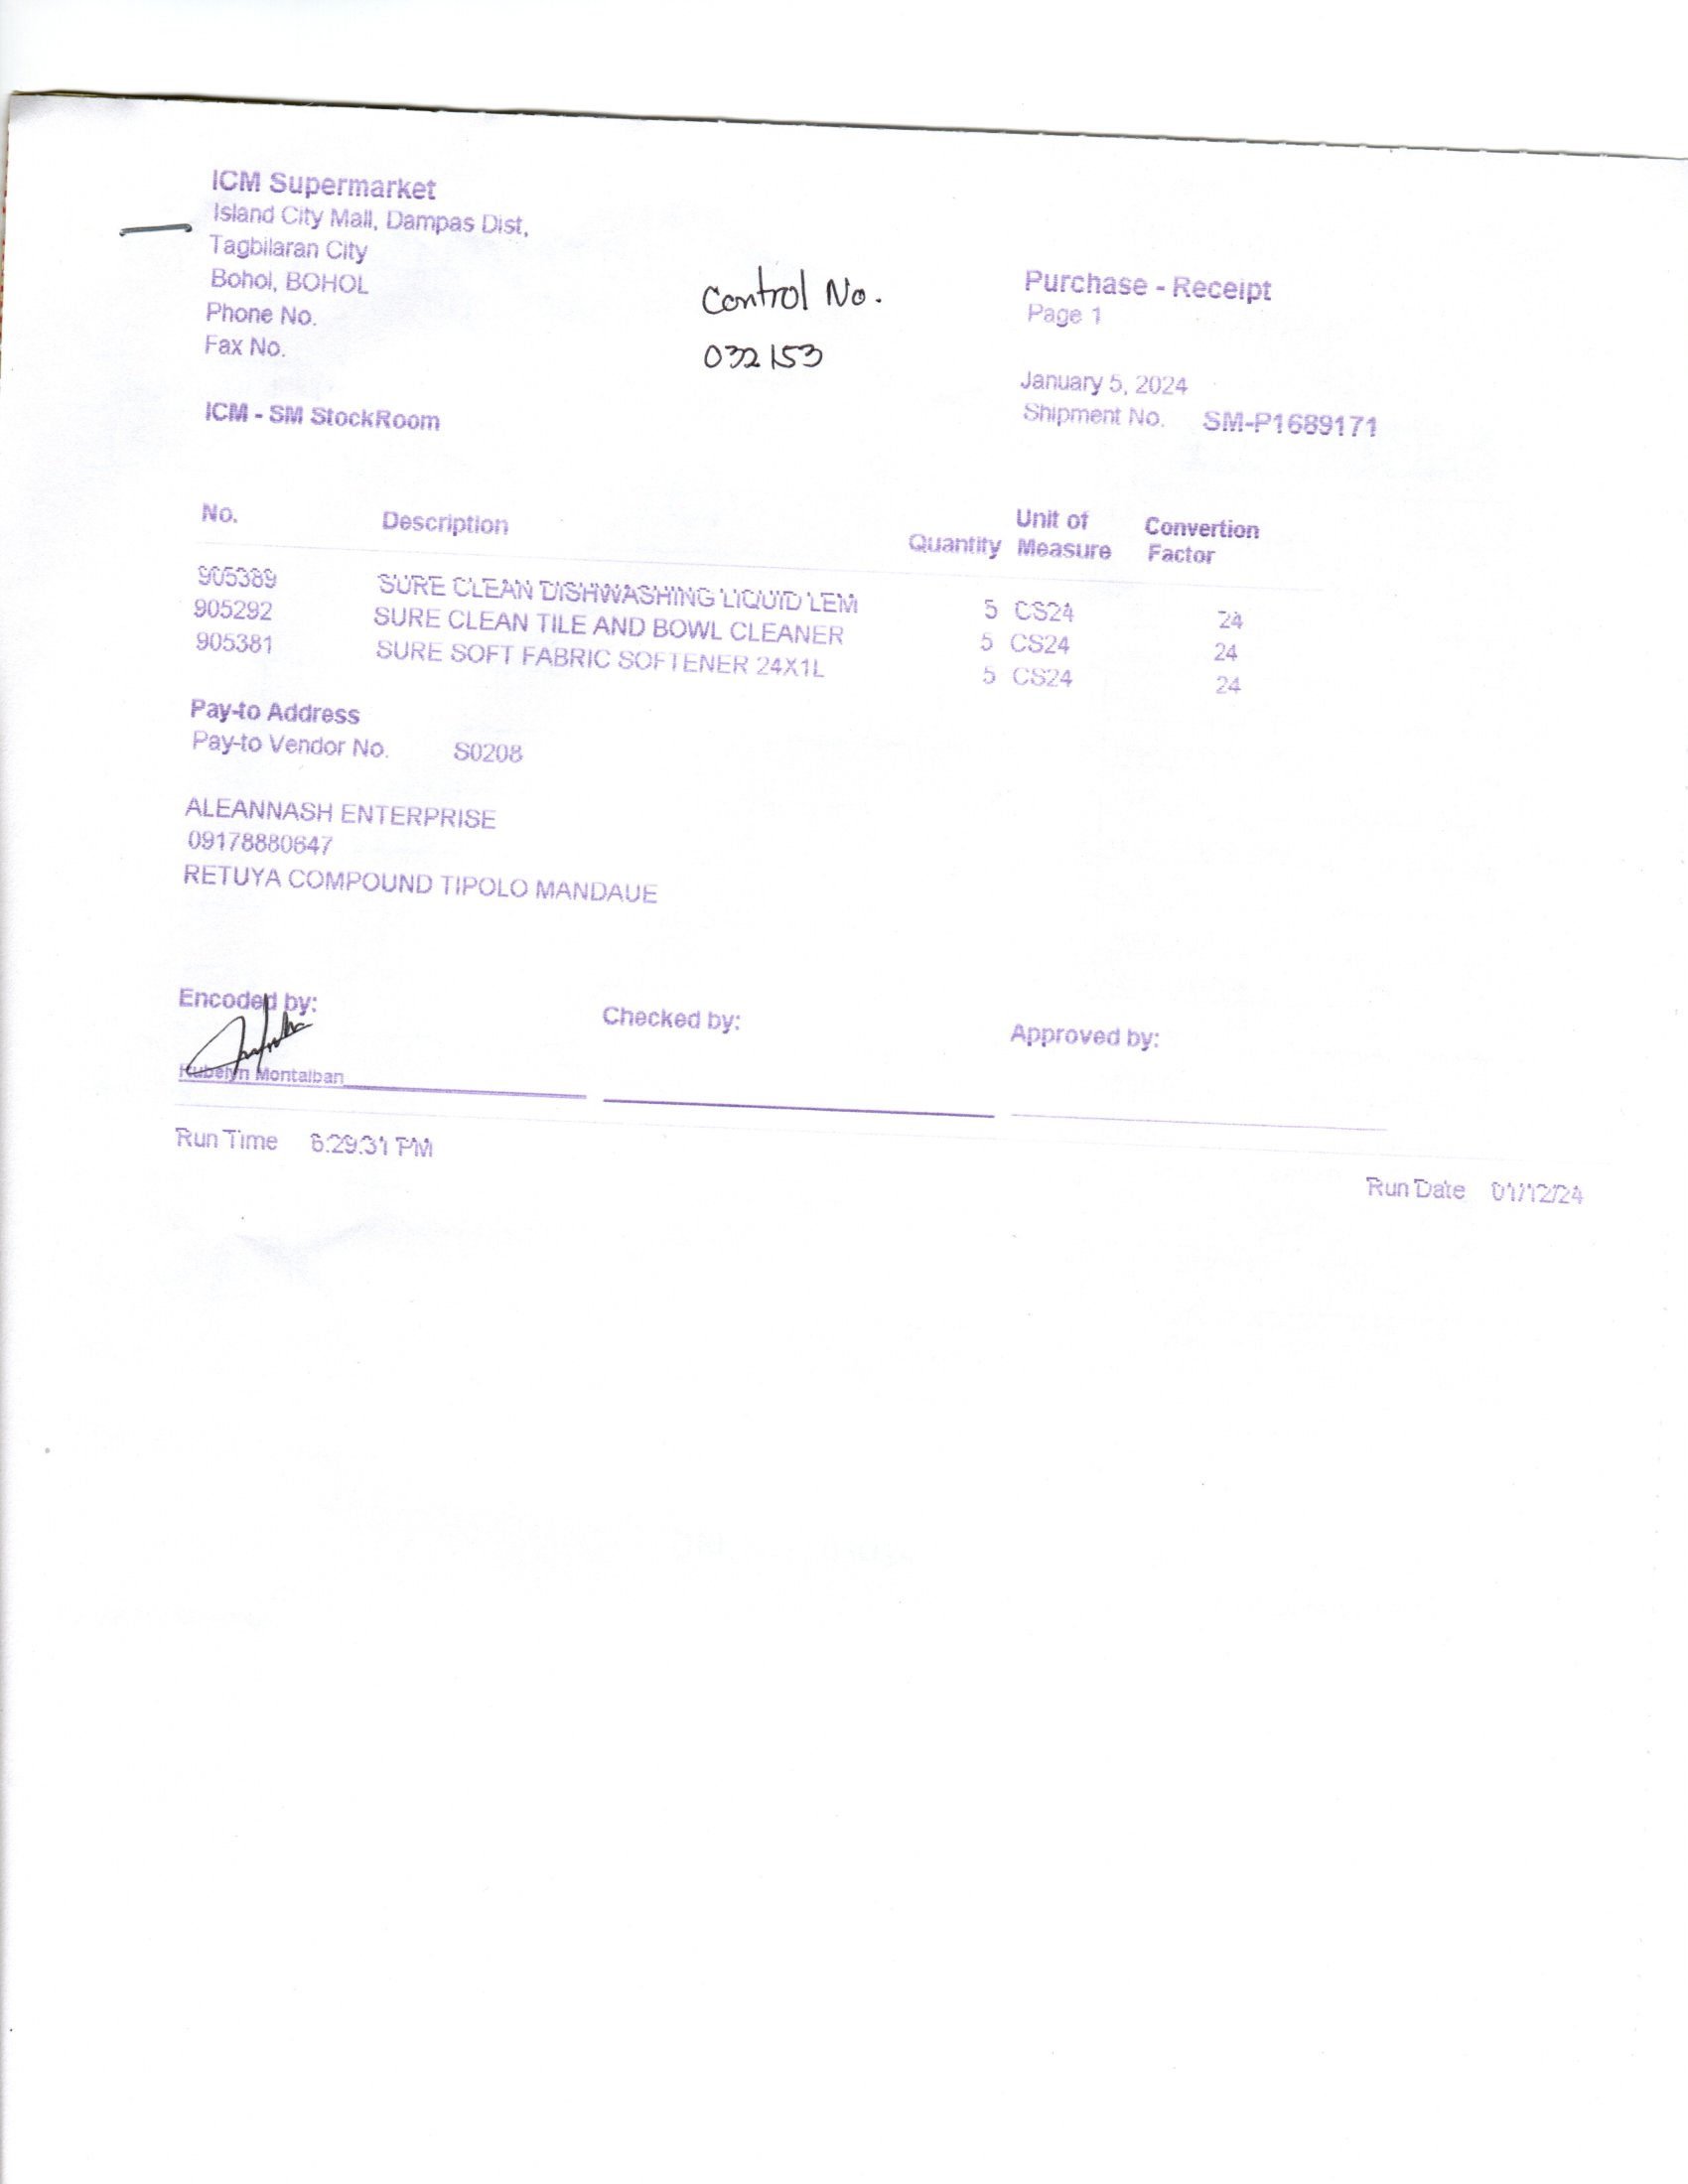 ICM Supermarket
Island City Mall, Dampas Dist,
Tagbilaran City
Bohol, BOHOL
Phone No.
Fax No.
Control No.
032153
Purchase - Receipt
Page 1
January 5, 2024
Shipment No. SM-P1689171
ICM - SM StockRoom
No. Description Quantity Unit of Measure Convertion Factor
905389 SURE CLEAN DISHWASHING LIQUID LEM 5 CS24 24
905292 SURE CLEAN TILE AND BOWL CLEANER 5 CS24 24
905381 SURE SOFT FABRIC SOFTENER 24X1L 5 CS24 24
Pay-to Address
Pay-to Vendor No. S0208
ALEANNASH ENTERPRISE
09178880647
RETUYA COMPOUND TIPOLO MANDAUE
Encoded by: Checked by: Approved by:
Montalban
Run Time 6:29:31 PM
Run Date 01/12/24